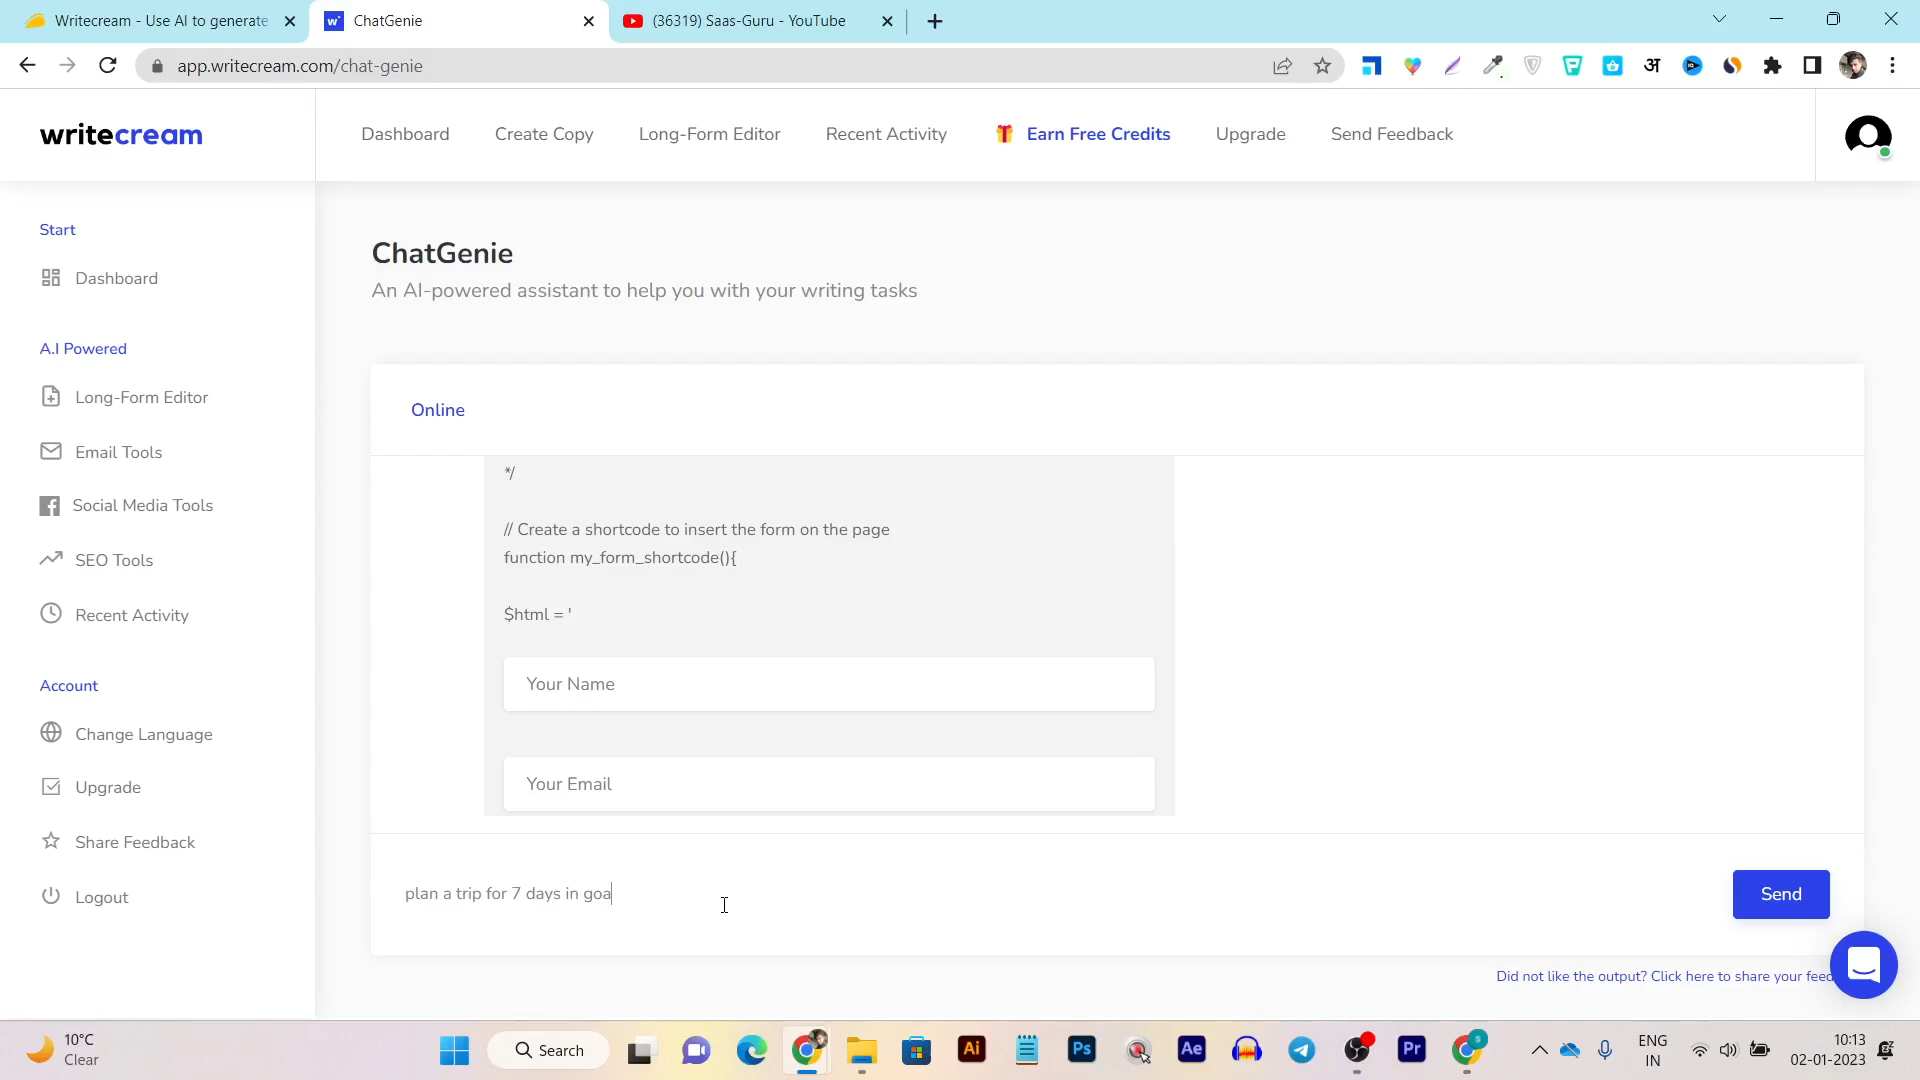 Writecream - Use AI to generate
ChatGenie
(36319) Saas-Guru - YouTube
app.writecream.com/chat-genie
writecream
Dashboard
Create Copy
Long-Form Editor
Recent Activity
Earn Free Credits
Upgrade
Send Feedback
Start
Dashboard
A.I Powered
Long-Form Editor
Email Tools
Social Media Tools
SEO Tools
Recent Activity
Account
Change Language
Upgrade
Share Feedback
Logout
ChatGenie
An AI-powered assistant to help you with your writing tasks
Online
*/
// Create a shortcode to insert the form on the page
function my_form_shortcode(){
$html = '
Your Name
Your Email
plan a trip for 7 days in goa
Send
Did not like the output? Click here to share your feed
10°C
Clear
Search
Ai
Ps
Ae
Pr
ENG
IN
10:13
02-01-2023